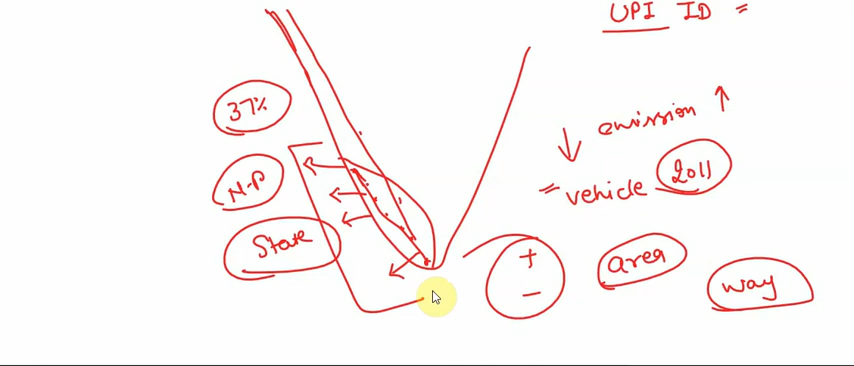 UPI ID =
37%
emission ↑
↓
= vehicle 2011
N-P
State
+
-
area
way